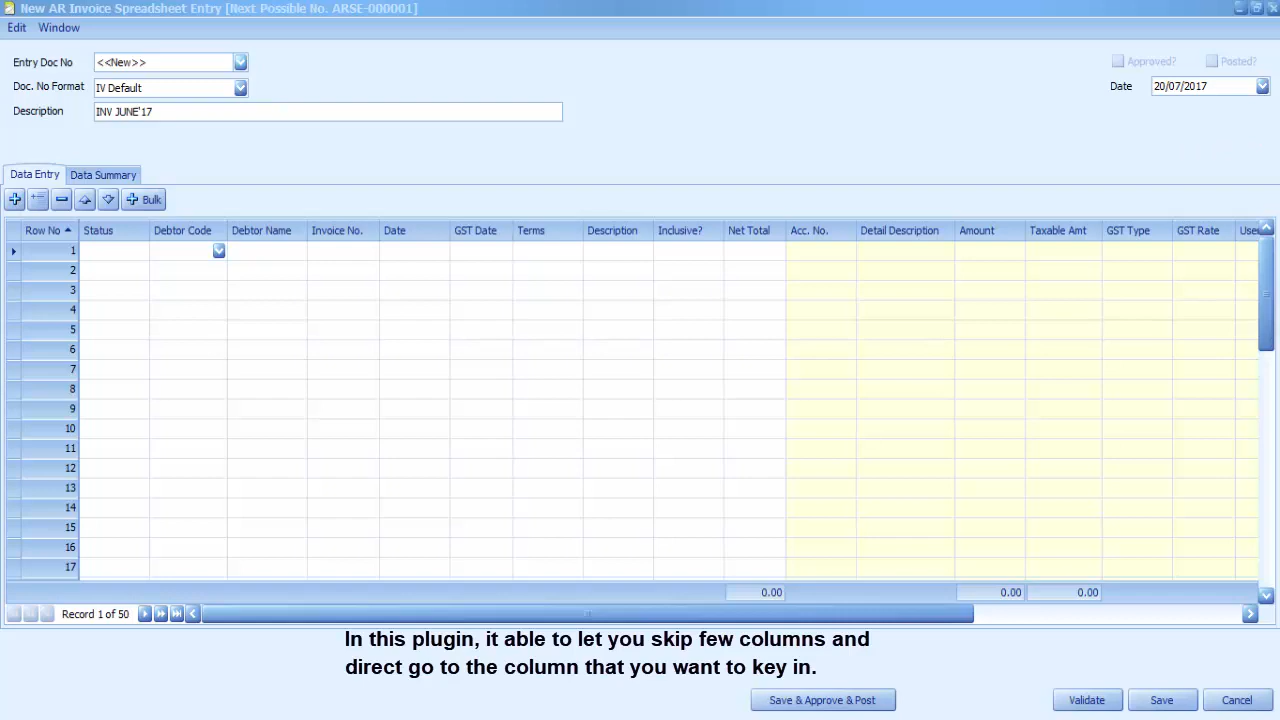 New AR Invoice Spreadsheet Entry [Next Possible No. ARSE-000001]
Edit Window
Entry Doc No <<New>> Approved? Posted?
Doc. No Format IV Default Date 20/07/2017
Description INV JUNE'17
Data Entry Data Summary
Bulk
Row No Status Debtor Code Debtor Name Invoice No. Date GST Date Terms Description Inclusive? Net Total Acc. No. Detail Description Amount Taxable Amt GST Type GST Rate Use
1
2
3
4
5
6
7
8
9
10
11
12
13
14
15
16
17
0.00 0.00 0.00
Record 1 of 50
In this plugin, it able to let you skip few columns and
direct go to the column that you want to key in.
Save & Approve & Post Validate Save Cancel